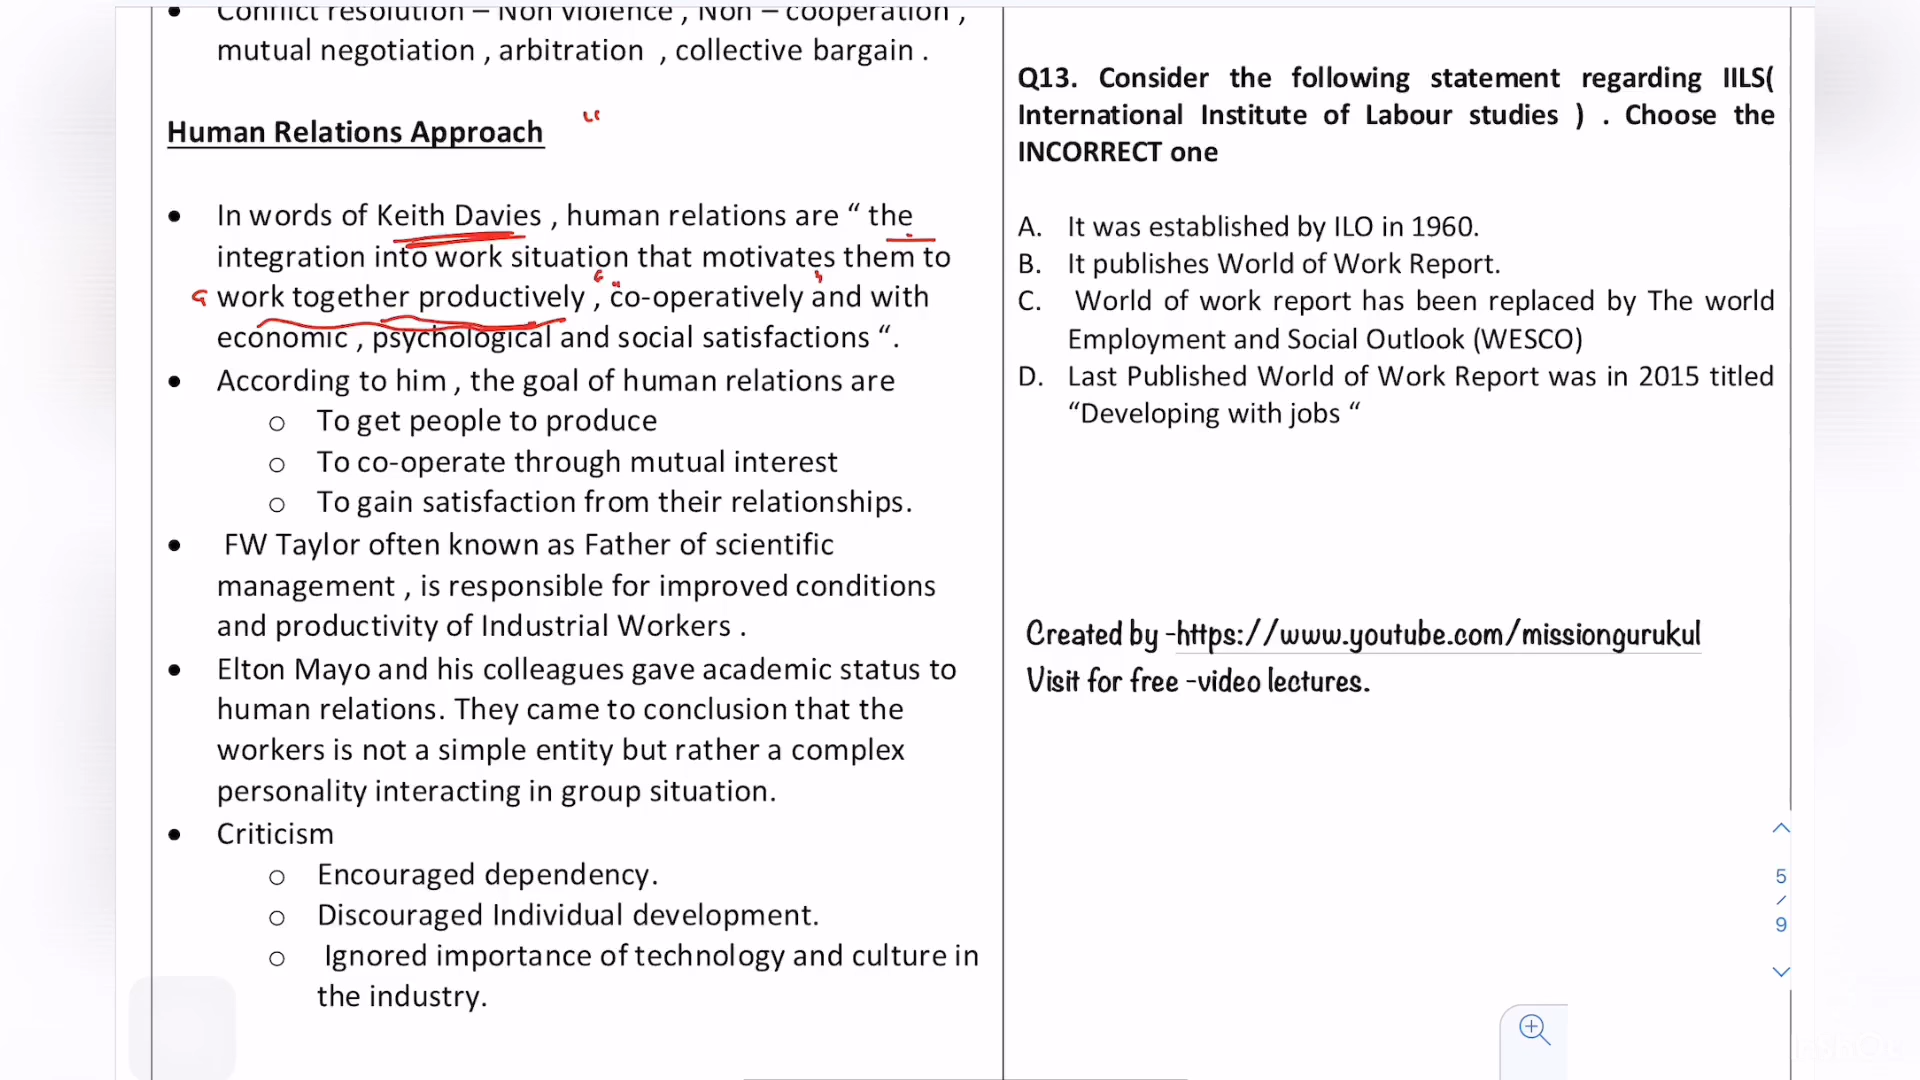 Conflict resolution – Non violence , Non – cooperation ,
mutual negotiation , arbitration , collective bargain .
Human Relations Approach
• In words of Keith Davies , human relations are “ the
integration into work situation that motivates them to
work together productively , co-operatively and with
economic , psychological and social satisfactions “.
• According to him , the goal of human relations are
o To get people to produce
o To co-operate through mutual interest
o To gain satisfaction from their relationships.
• FW Taylor often known as Father of scientific
management , is responsible for improved conditions
and productivity of Industrial Workers .
• Elton Mayo and his colleagues gave academic status to
human relations. They came to conclusion that the
workers is not a simple entity but rather a complex
personality interacting in group situation.
• Criticism
o Encouraged dependency.
o Discouraged Individual development.
o Ignored importance of technology and culture in
the industry.
Q13. Consider the following statement regarding IILS(
International Institute of Labour studies ) . Choose the
INCORRECT one
A. It was established by ILO in 1960.
B. It publishes World of Work Report.
C. World of work report has been replaced by The world
Employment and Social Outlook (WESCO)
D. Last Published World of Work Report was in 2015 titled
“Developing with jobs “
Created by -https://www.youtube.com/missiongurukul
Visit for free -video lectures.
5
/
9